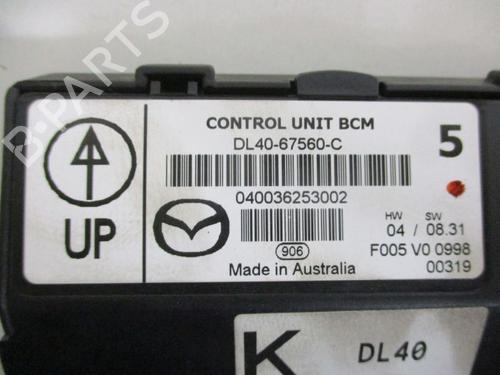 B-PARTS
CONTROL UNIT BCM
DL40-67560-C
5
UP
040036253002
HW SW
04 / 08.31
906
F005 V0 0998
Made in Australia
00319
K
DL40